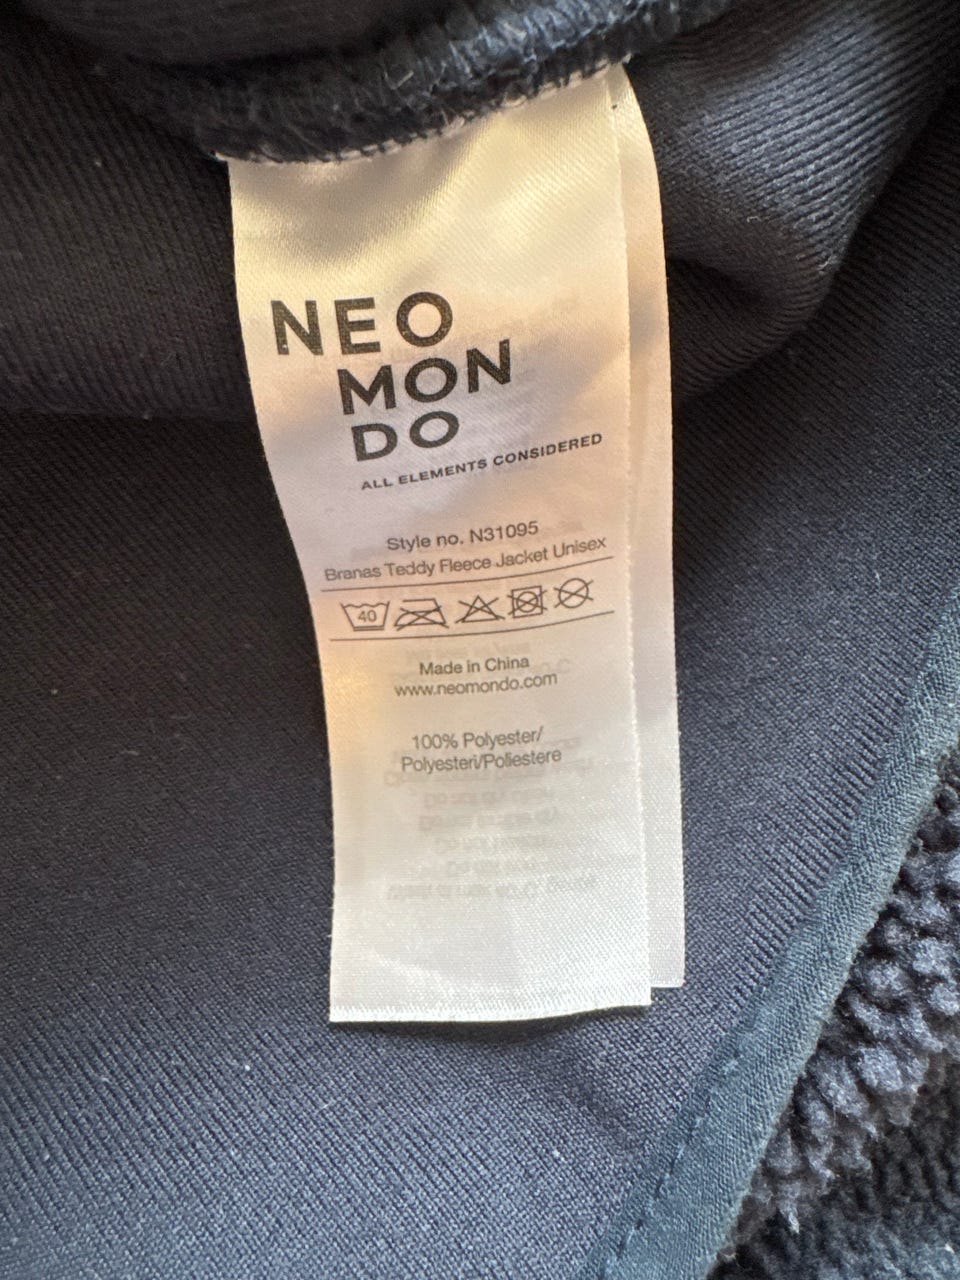 NEO
MON
DO
ALL ELEMENTS CONSIDERED
Style no. N31095
Branas Teddy Fleece Jacket Unisex
40
Made in China
www.neomondo.com
100% Polyester/
Polyesteri/Poliestere